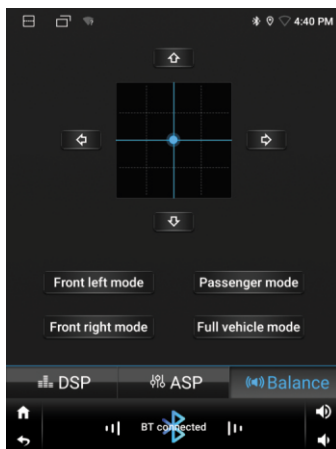 4:40 PM
Front left mode
Passenger mode
Front right mode
Full vehicle mode
DSP
ASP
Balance
BT connected